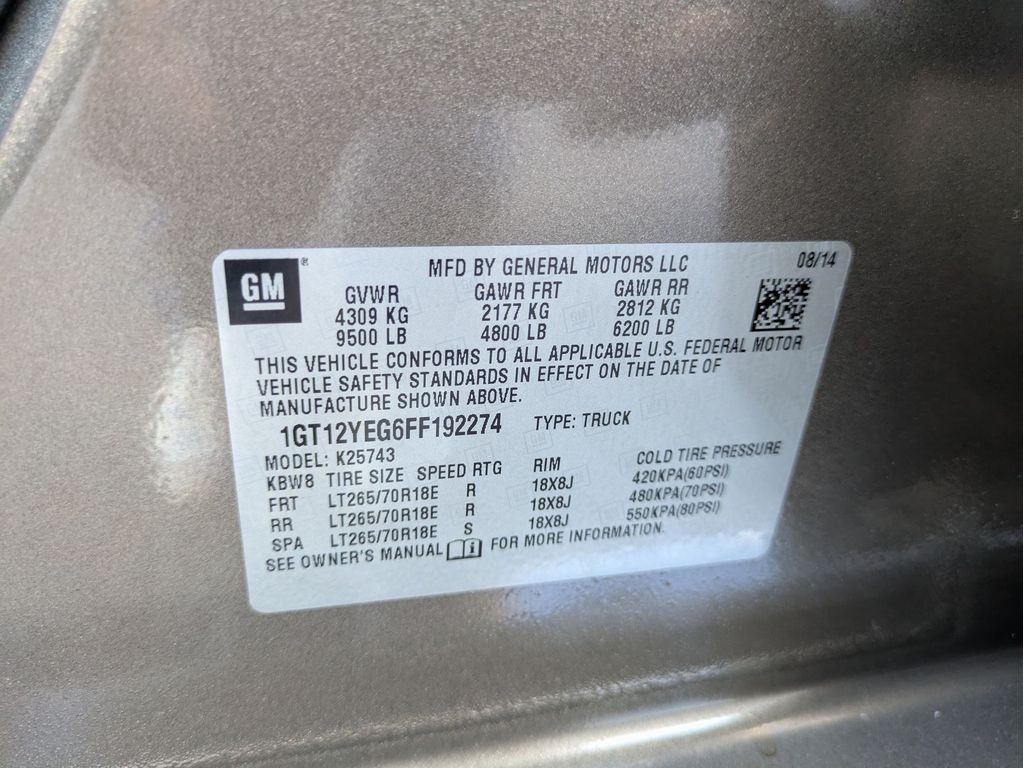 GM ®
MFD BY GENERAL MOTORS LLC 08/14
GVWR GAWR FRT GAWR RR
4309 KG 2177 KG 2812 KG
9500 LB 4800 LB 6200 LB
THIS VEHICLE CONFORMS TO ALL APPLICABLE U.S. FEDERAL MOTOR
VEHICLE SAFETY STANDARDS IN EFFECT ON THE DATE OF
MANUFACTURE SHOWN ABOVE.
1GT12YEG6FF192274 TYPE: TRUCK
MODEL: K25743
KBW8 TIRE SIZE SPEED RTG RIM COLD TIRE PRESSURE
FRT LT265/70R18E R 18X8J 420KPA(60PSI)
RR LT265/70R18E R 18X8J 480KPA(70PSI)
SPA LT265/70R18E S 18X8J 550KPA(80PSI)
SEE OWNER'S MANUAL FOR MORE INFORMATION.